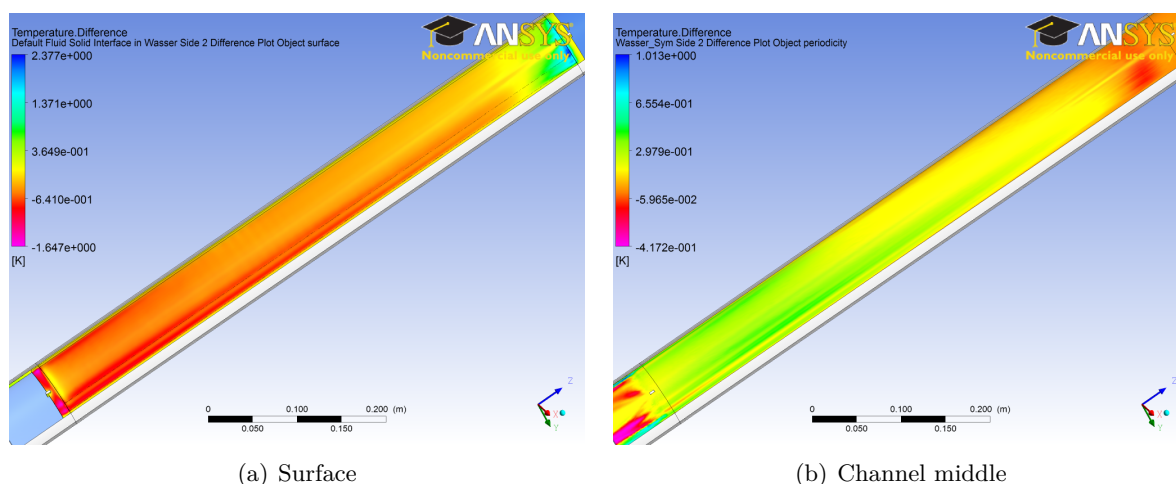 Temperature.Difference
Default Fluid Solid Interface in Wasser Side 2 Difference Plot Object surface
2.377e+000
1.371e+000
3.649e-001
-6.410e-001
-1.647e+000
[K]
ANSYS
Noncommercial use only
0 0.100 0.200 (m)
0.050 0.150
Z
X
Y
(a) Surface
Temperature.Difference
Wasser_Sym Side 2 Difference Plot Object periodicity
1.013e+000
6.554e-001
2.979e-001
-5.965e-002
-4.172e-001
[K]
ANSYS
Noncommercial use only
0 0.100 0.200 (m)
0.050 0.150
Z
X
Y
(b) Channel middle